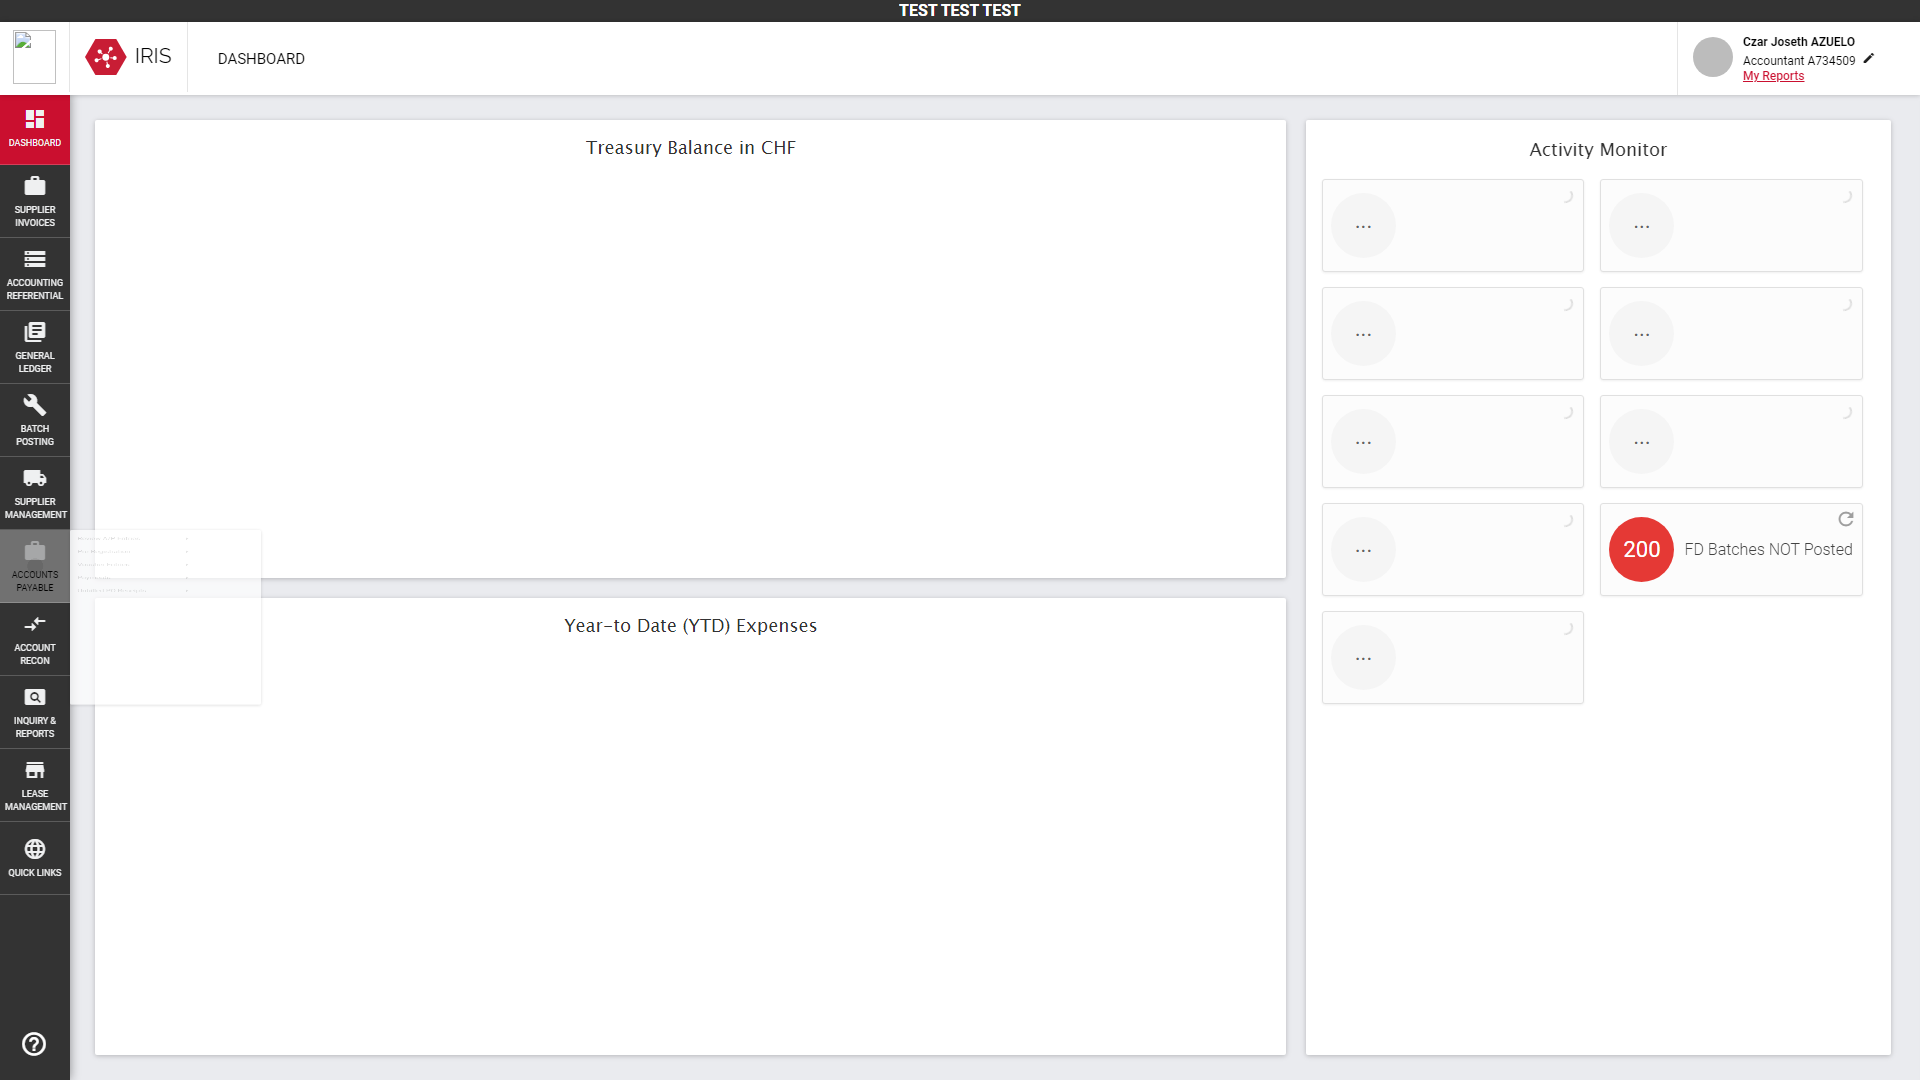 TEST TEST TEST
IRIS
DASHBOARD
Czar Joseth AZUELO
Accountant A734509
My Reports
DASHBOARD
SUPPLIER
INVOICES
ACCOUNTING
REFERENTIAL
GENERAL
LEDGER
BATCH
POSTING
SUPPLIER
MANAGEMENT
ACCOUNTS
PAYABLE
ACCOUNT
RECON
INQUIRY &
REPORTS
LEASE
MANAGEMENT
QUICK LINKS
Treasury Balance in CHF
Year-to Date (YTD) Expenses
Activity Monitor
... ...
... ...
... ...
...
200 FD Batches NOT Posted
...